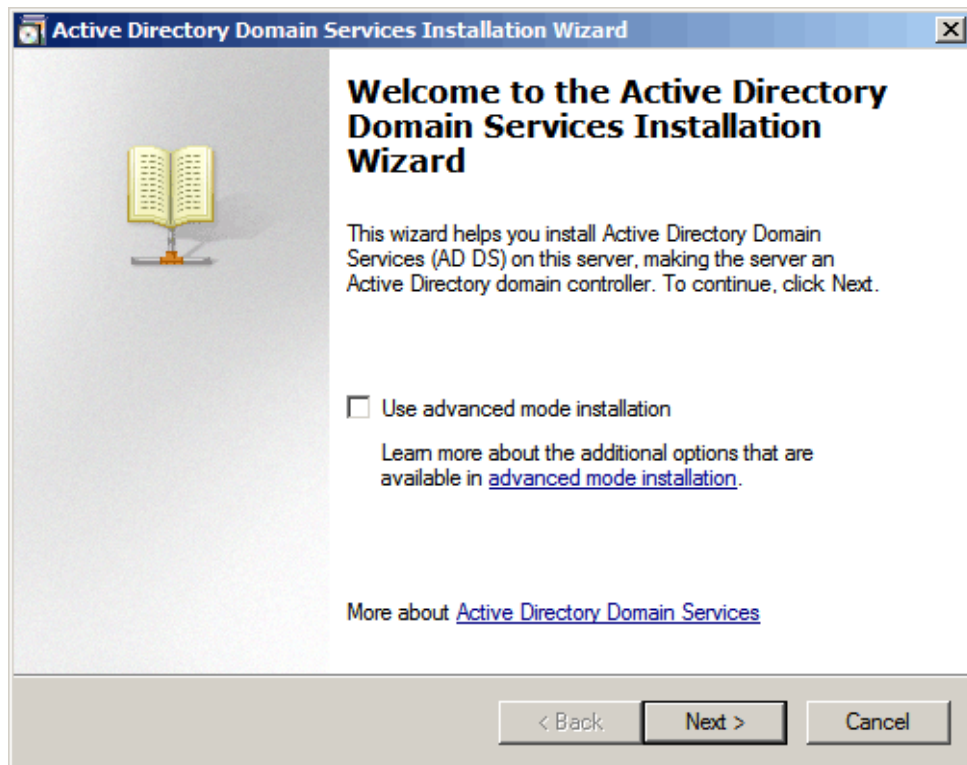 Active Directory Domain Services Installation Wizard
Welcome to the Active Directory
Domain Services Installation
Wizard
This wizard helps you install Active Directory Domain
Services (AD DS) on this server, making the server an
Active Directory domain controller. To continue, click Next.
Use advanced mode installation
Learn more about the additional options that are
available in advanced mode installation.
More about Active Directory Domain Services
< Back
Next >
Cancel